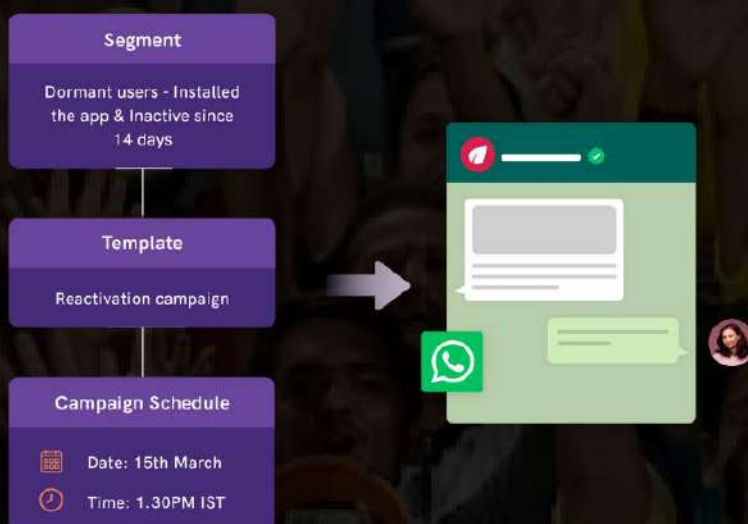 Segment
Dormant users - Installed
the app & Inactive since
14 days
Template
Reactivation campaign
Campaign Schedule
Date: 15th March
Time: 1.30PM IST